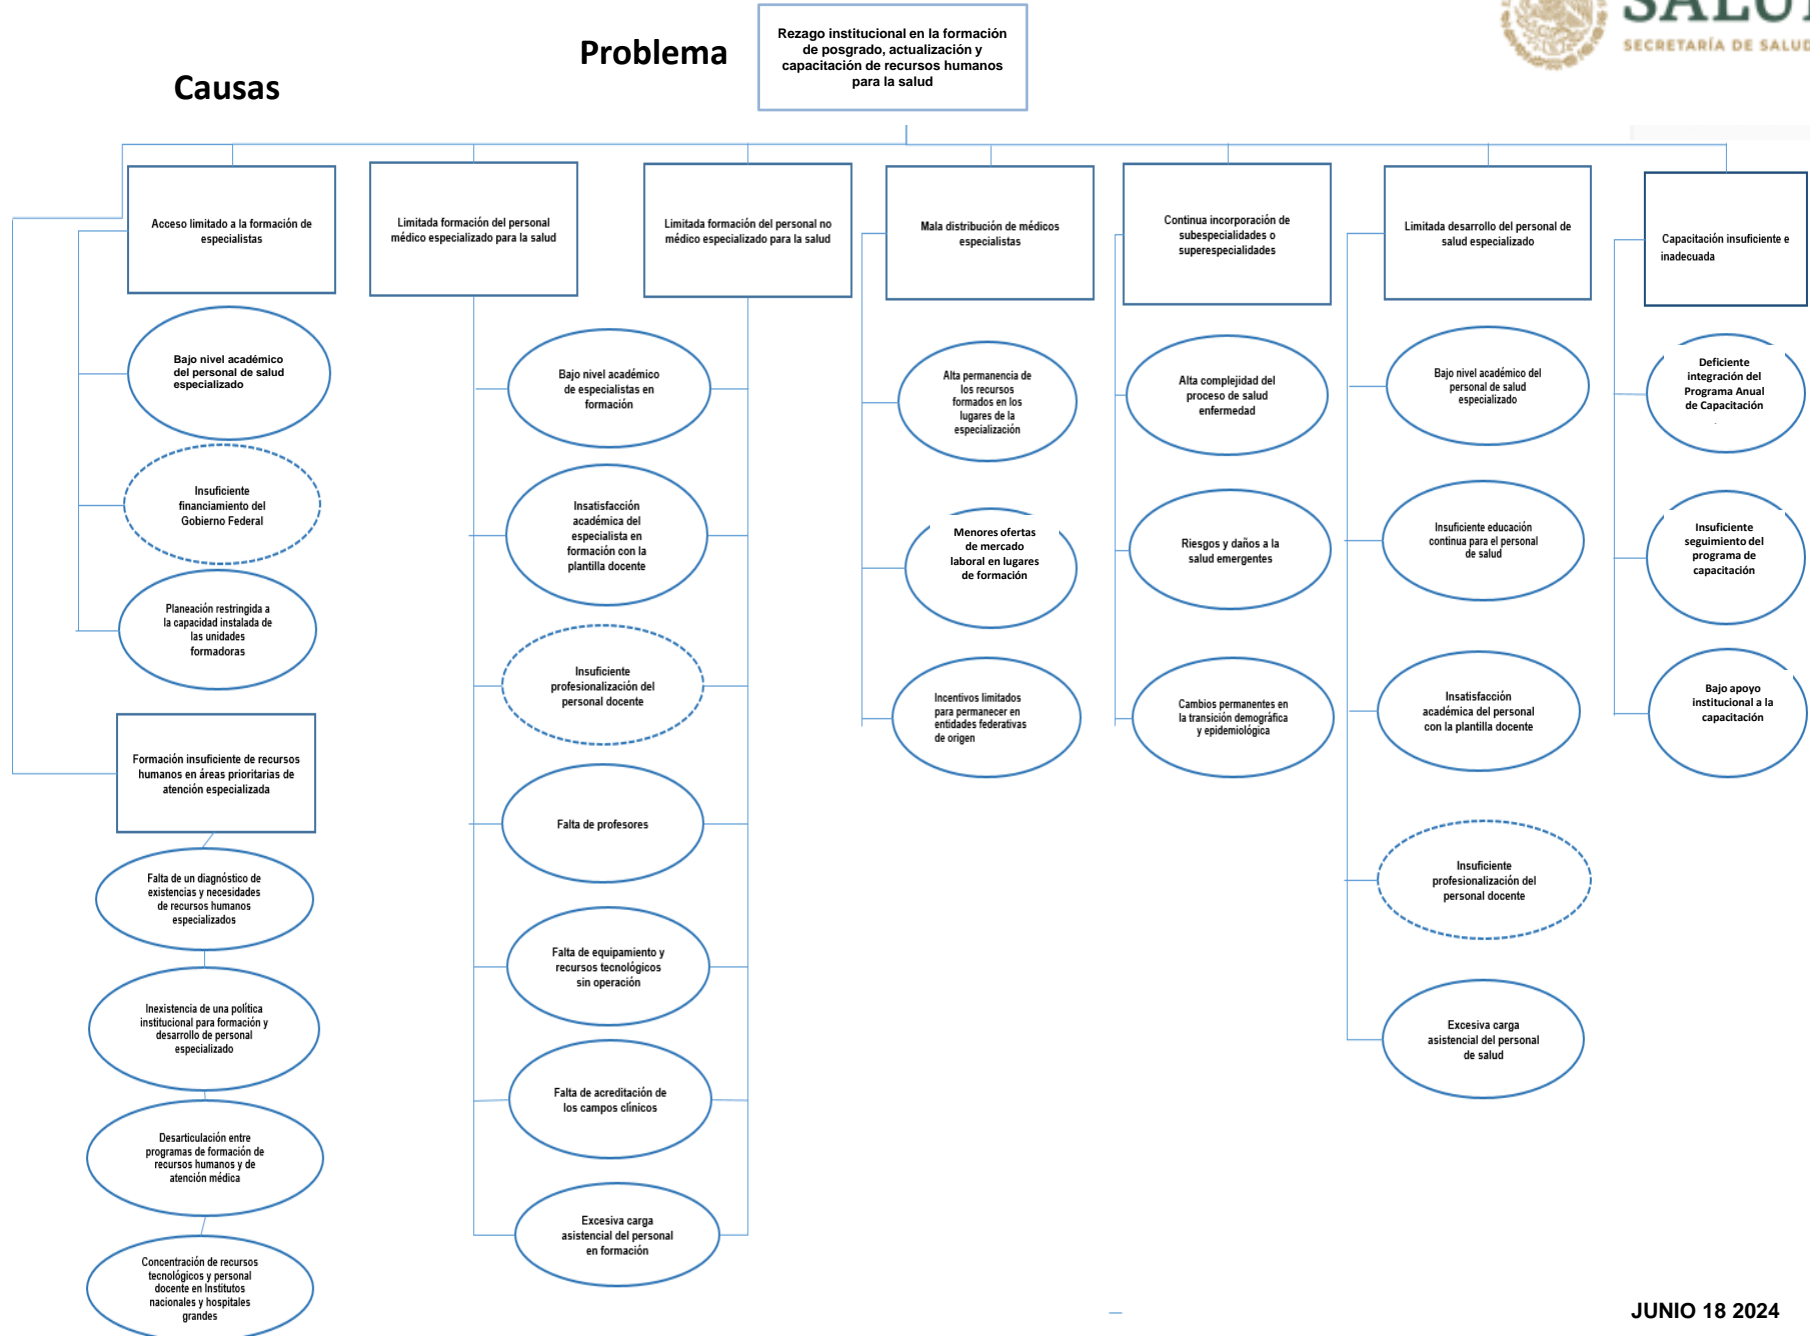 SALUD
SECRETARÍA DE SALUD
Problema
Rezago institucional en la formación
de posgrado, actualización y
capacitación de recursos humanos
para la salud
Causas
Acceso limitado a la formación de
especialistas
Limitada formación del personal
médico especializado para la salud
Limitada formación del personal no
médico especializado para la salud
Mala distribución de médicos
especialistas
Continua incorporación de
subespecialidades o
superespecialidades
Limitada desarrollo del personal de
salud especializado
Capacitación insuficiente e
inadecuada
Bajo nivel académico
del personal de salud
especializado
Insuficiente
financiamiento del
Gobierno Federal
Planeación restringida a
la capacidad instalada de
las unidades
formadoras
Formación insuficiente de recursos
humanos en áreas prioritarias de
atención especializada
Falta de un diagnóstico de
existencias y necesidades
de recursos humanos
especializados
Inexistencia de una política
institucional para formación y
desarrollo de personal
especializado
Desarticulación entre
programas de formación de
recursos humanos y de
atención médica
Concentración de recursos
tecnológicos y personal
docente en Institutos
nacionales y hospitales
grandes
Bajo nivel académico
de especialistas en
formación
Insatisfacción
académica del
especialista en
formación con la
plantilla docente
Insuficiente
profesionalización del
personal docente
Falta de profesores
Falta de equipamiento y
recursos tecnológicos
sin operación
Falta de acreditación de
los campos clínicos
Excesiva carga
asistencial del personal
en formación
Alta permanencia de
los recursos
formados en los
lugares de la
especialización
Menores ofertas
de mercado
laboral en lugares
de formación
Incentivos limitados
para permanecer en
entidades federativas
de origen
Alta complejidad del
proceso de salud
enfermedad
Riesgos y daños a la
salud emergentes
Cambios permanentes en
la transición demográfica
y epidemiológica
Bajo nivel académico del
personal de salud
especializado
Insuficiente educación
continua para el personal
de salud
Insatisfacción
académica del personal
con la plantilla docente
Insuficiente
profesionalización del
personal docente
Excesiva carga
asistencial del personal
de salud
Deficiente
integración del
Programa Anual
de Capacitación
.
Insuficiente
seguimiento del
programa de
capacitación
Bajo apoyo
institucional a la
capacitación
JUNIO 18 2024